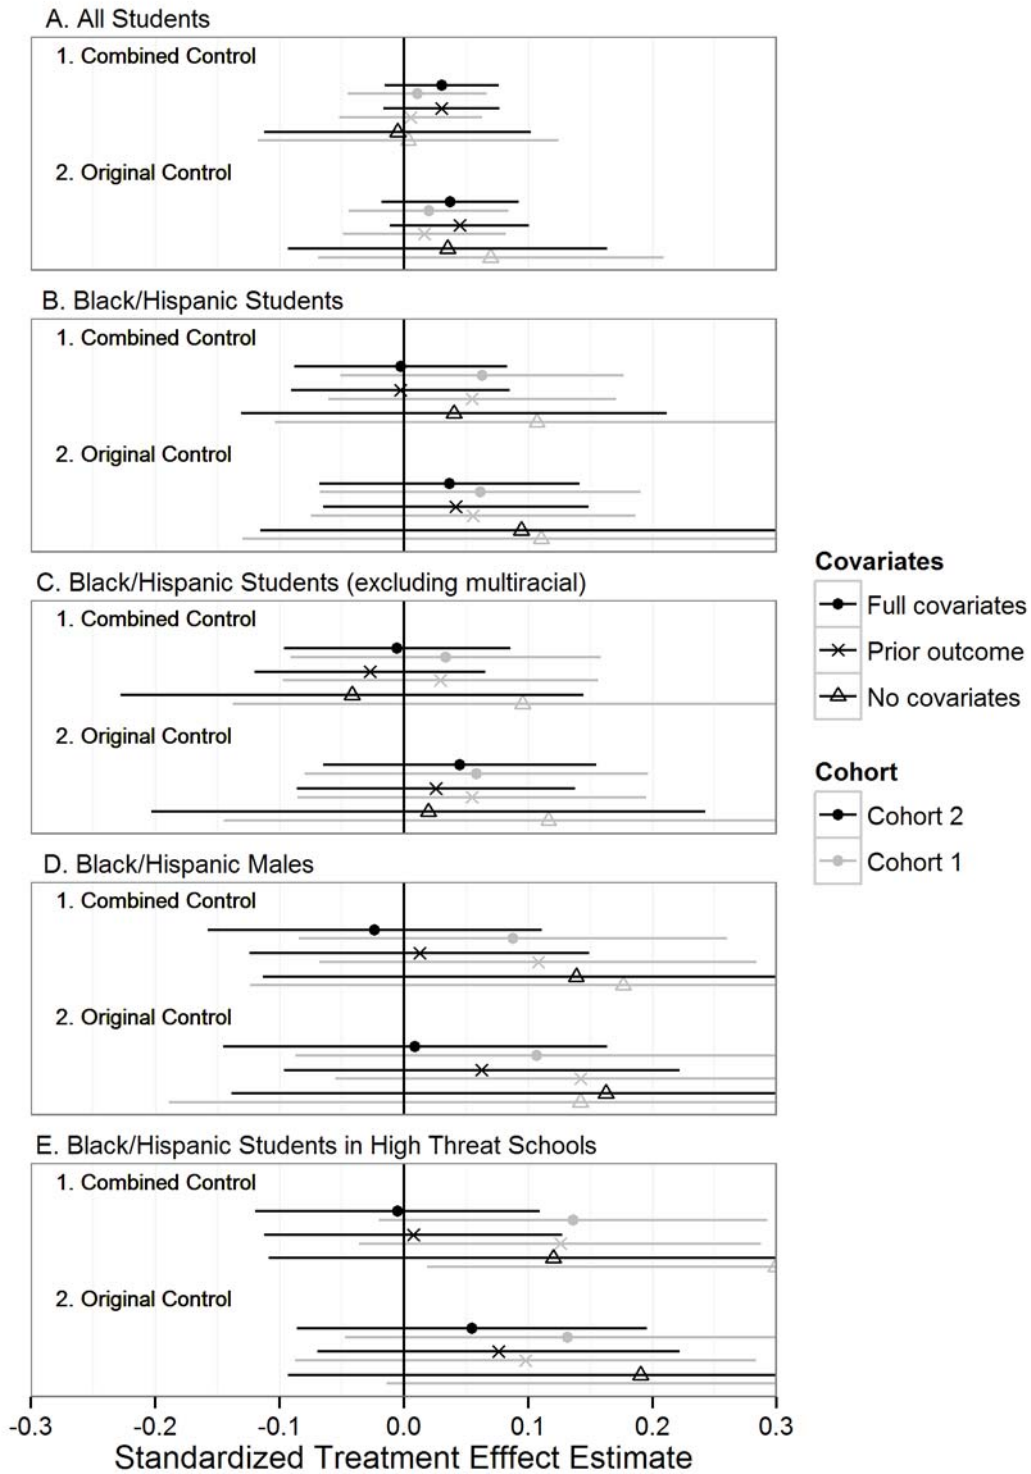 A. All Students
1. Combined Control
2. Original Control
B. Black/Hispanic Students
1. Combined Control
2. Original Control
C. Black/Hispanic Students (excluding multiracial)
1. Combined Control
2. Original Control
D. Black/Hispanic Males
1. Combined Control
2. Original Control
E. Black/Hispanic Students in High Threat Schools
1. Combined Control
2. Original Control
-0.3 -0.2 -0.1 0.0 0.1 0.2 0.3
Standardized Treatment Efffect Estimate
Covariates
Full covariates
Prior outcome
No covariates
Cohort
Cohort 2
Cohort 1